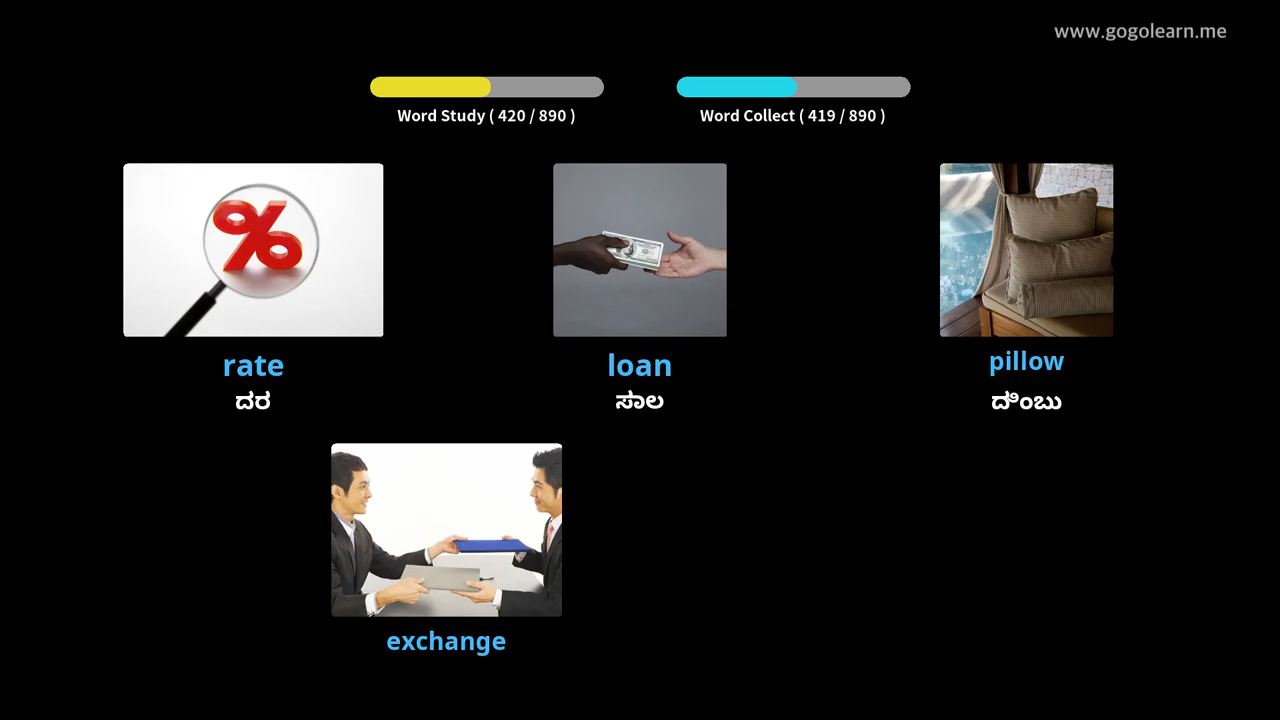 www.gogolearn.me
Word Study ( 420 / 890 )
Word Collect ( 419 / 890 )
%
rate
loan
pillow
ದರ
ಸಾಲ
ದಿಂಬು
exchange